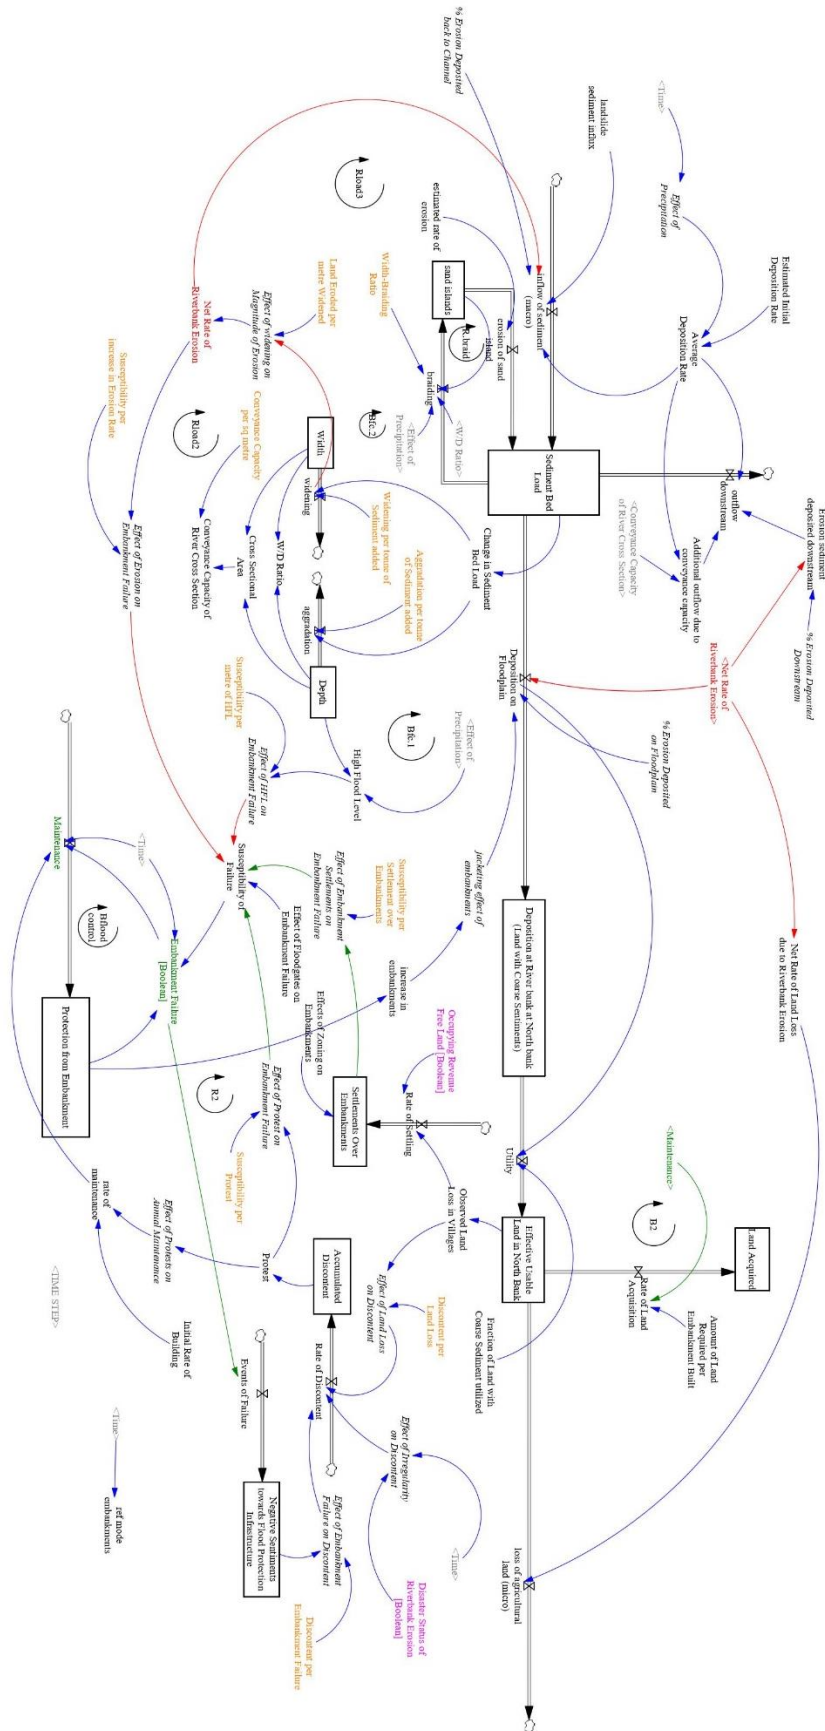 % Erosion Deposited
back to Channel
<Time>
landslide
sediment influx
Effect of
Precipitation
Estimated Initial
Deposition Rate
Average
Deposition Rate
inflow of sediment
(macro)
Rload3
estimated rate of
erosion
sand islands
erosion of sand
island
R.braid
braiding
Width-Braiding
Ratio
<Effect of
Precipitation>
<W/D Ratio>
Bfc.2
Land Eroded per
metre Widened
Effect of widening on
Magnitude of Erosion
Net Rate of
Riverbank Erosion
Susceptibility per
increase in Erosion Rate
Rload2
Conveyance Capacity
per sq metre
Width
widening
Sediment Bed
Load
outflow
downstream
Erosion sediment
deposited downstream
% Erosion Deposited
Downstream
Additional outflow due to
conveyance capacity
<Conveyance Capacity
of River Cross Section>
Change in Sediment
Bed Load
Widening per tonne of
Sediment added
Aggradation per tonne
of Sediment added
W/D Ratio
Cross Sectional
Area
Conveyance Capacity of
River Cross Section
Effect of Erosion on
Embankment Failure
aggradation
Depth
Susceptibility per
metre of HFL
Bfc.1
<Effect of
Precipitation>
High Flood Level
Effect of HFL on
Embankment Failure
Deposition on
Floodplain
<Net Rate of
Riverbank Erosion>
% Erosion Deposited
on Floodplain
jacketing effect of
embankments
Susceptibility of
Failure
Effect of Embankment
Settlements on
Embankment Failure
Susceptibility per
Settlement over
Embankments
Effect of Floodgates on
Embankment Failure
Effects of Zoning on
Embankments
increase in
embankments
Maintenance
<Time>
Bflood
control
Embankment Failure
[Boolean]
Protection from Embankment
Deposition at River bank at North bank
(Land with Coarse Sediments)
Net Rate of Land Loss
due to Riverbank Erosion
Occupying Revenue
Free Land [Boolean]
Rate of Settling
Settlements Over
Embankments
Effect of Protest on
Embankment Failure
R2
Susceptibility per
Protest
Utility
<Maintenance>
B2
Land Acquired
Rate of Land
Acquisition
Amount of Land
Required per
Embankment Built
Effective Usable
Land in North Bank
Observed Land
Loss in Villages
Fraction of Land with
Coarse Sediment utilized
Discontent per
Land Loss
Effect of Land Loss
on Discontent
Accumulated
Discontent
Rate of Discontent
Protest
Effect of Protests on
Annual Maintenance
rate of
maintenance
Initial Rate of
Building
<TIME STEP>
Events of Failure
Effect of Irregularity
on Discontent
<Time>
Effect of Embankment
Failure on Discontent
Negative Sentiments
towards Flood Protection
Infrastructure
Disaster Status of
Riverbank Erosion
[Boolean]
Discontent per
Embankment Failure
loss of agricultural
land (micro)
<Time>
ref mode
embankments